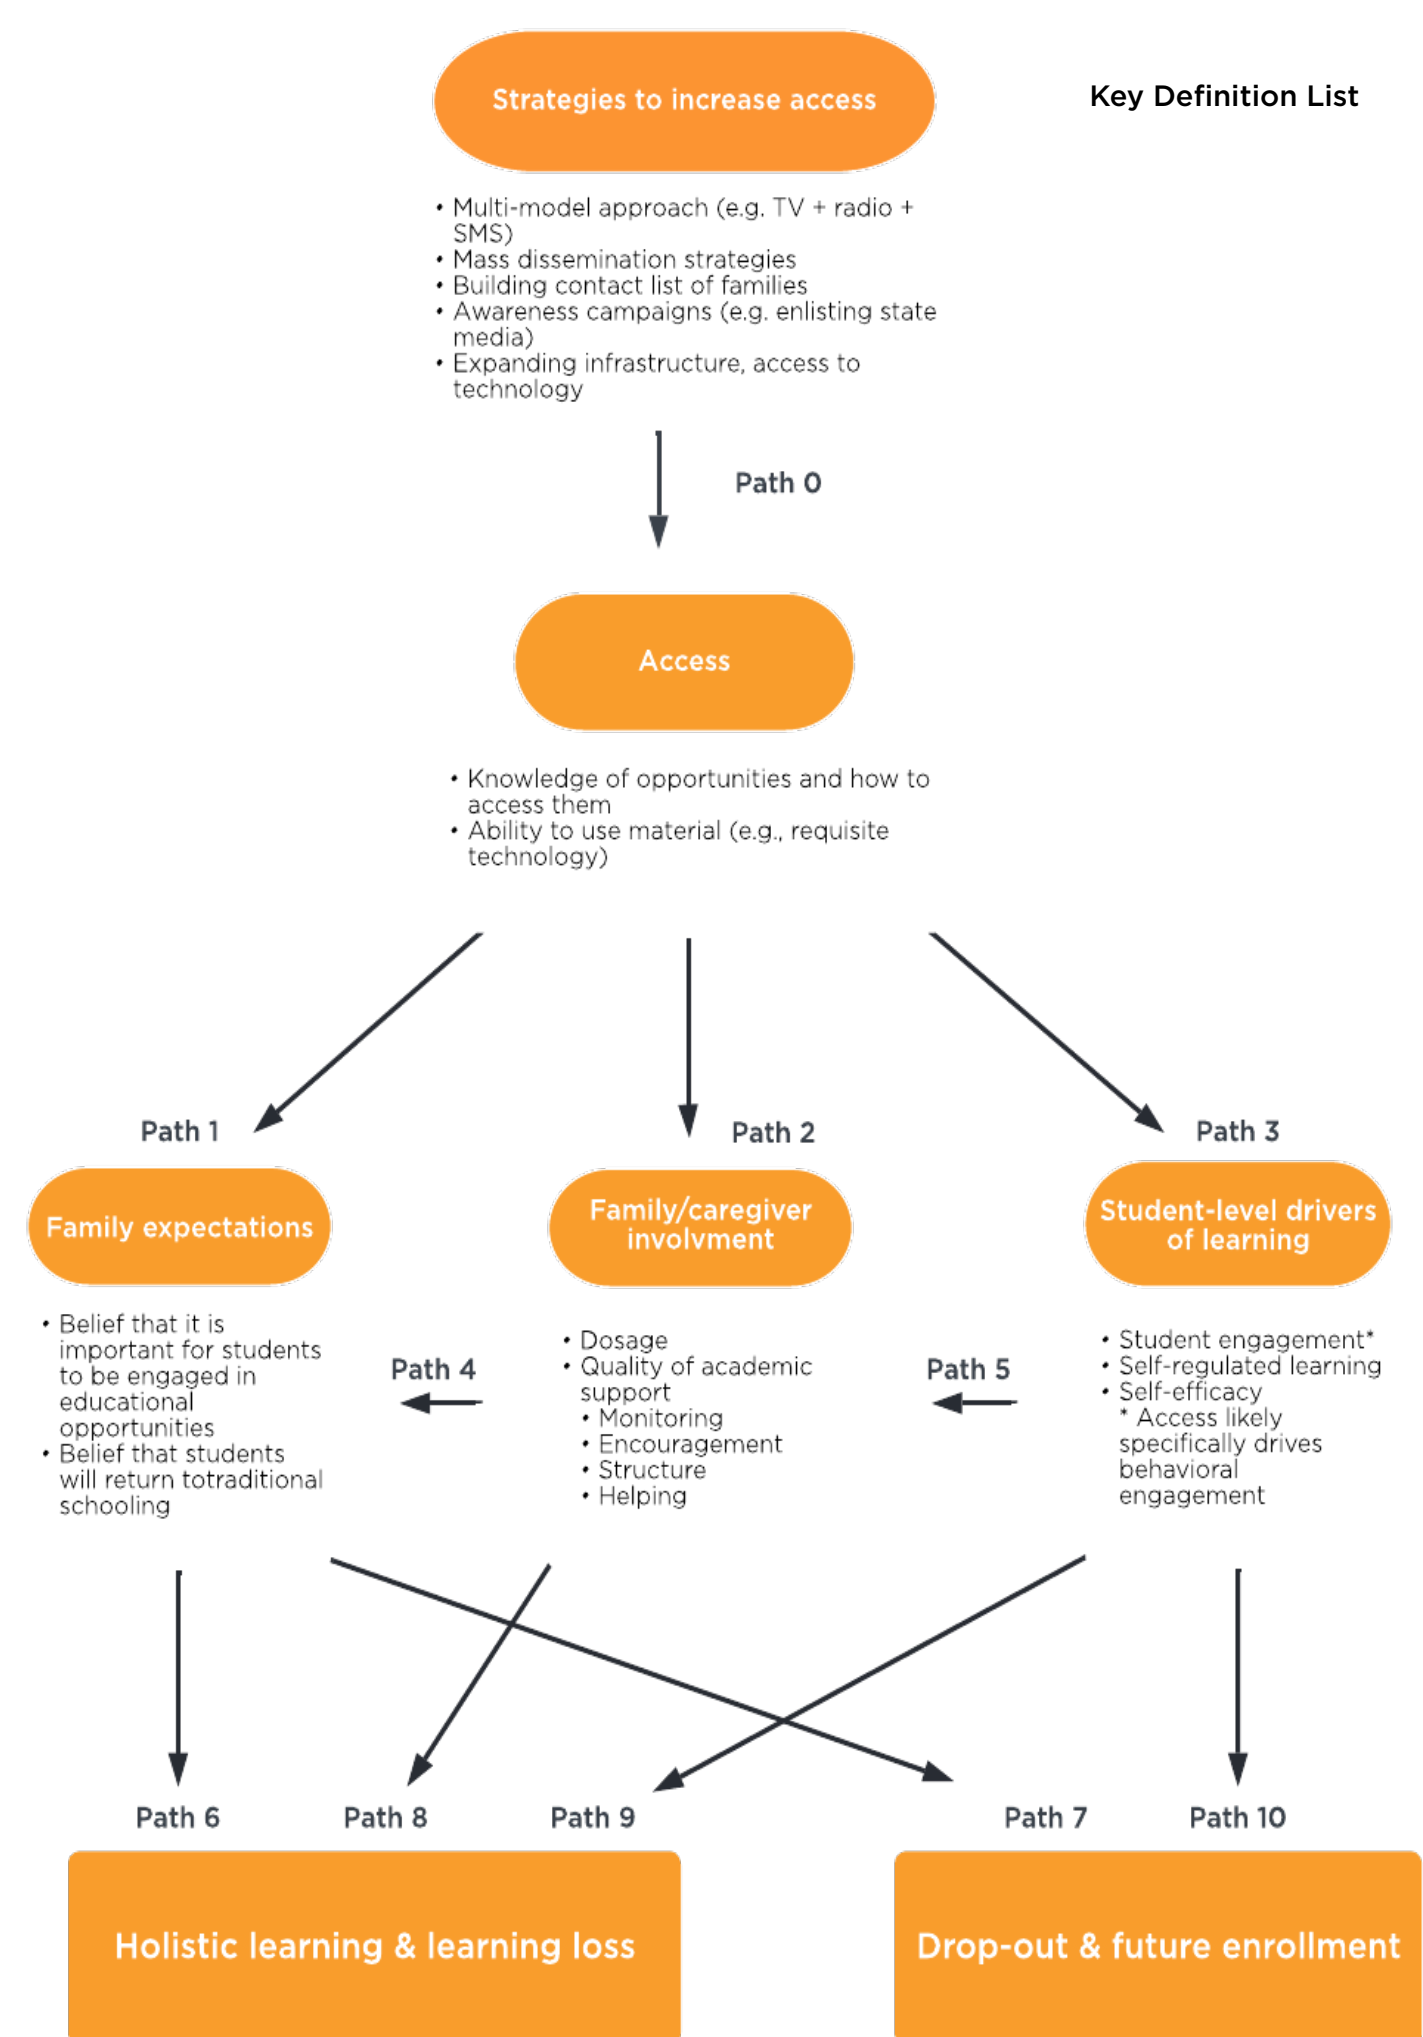 Strategies to increase access
Key Definition List
• Multi-model approach (e.g. TV + radio +
SMS)
• Mass dissemination strategies
• Building contact list of families
• Awareness campaigns (e.g. enlisting state
media)
• Expanding infrastructure, access to
technology
Path 0
Access
• Knowledge of opportunities and how to
access them
• Ability to use material (e.g., requisite
technology)
Path 1
Path 2
Path 3
Family expectations
Family/caregiver
involvment
Student-level drivers
of learning
• Belief that it is
important for students
to be engaged in
educational
opportunities
• Belief that students
will return totraditional
schooling
Path 4
• Dosage
• Quality of academic
support
• Monitoring
• Encouragement
• Structure
• Helping
Path 5
• Student engagement*
• Self-regulated learning
• Self-efficacy
* Access likely
specifically drives
behavioral
engagement
Path 6
Path 8
Path 9
Path 7
Path 10
Holistic learning & learning loss
Drop-out & future enrollment